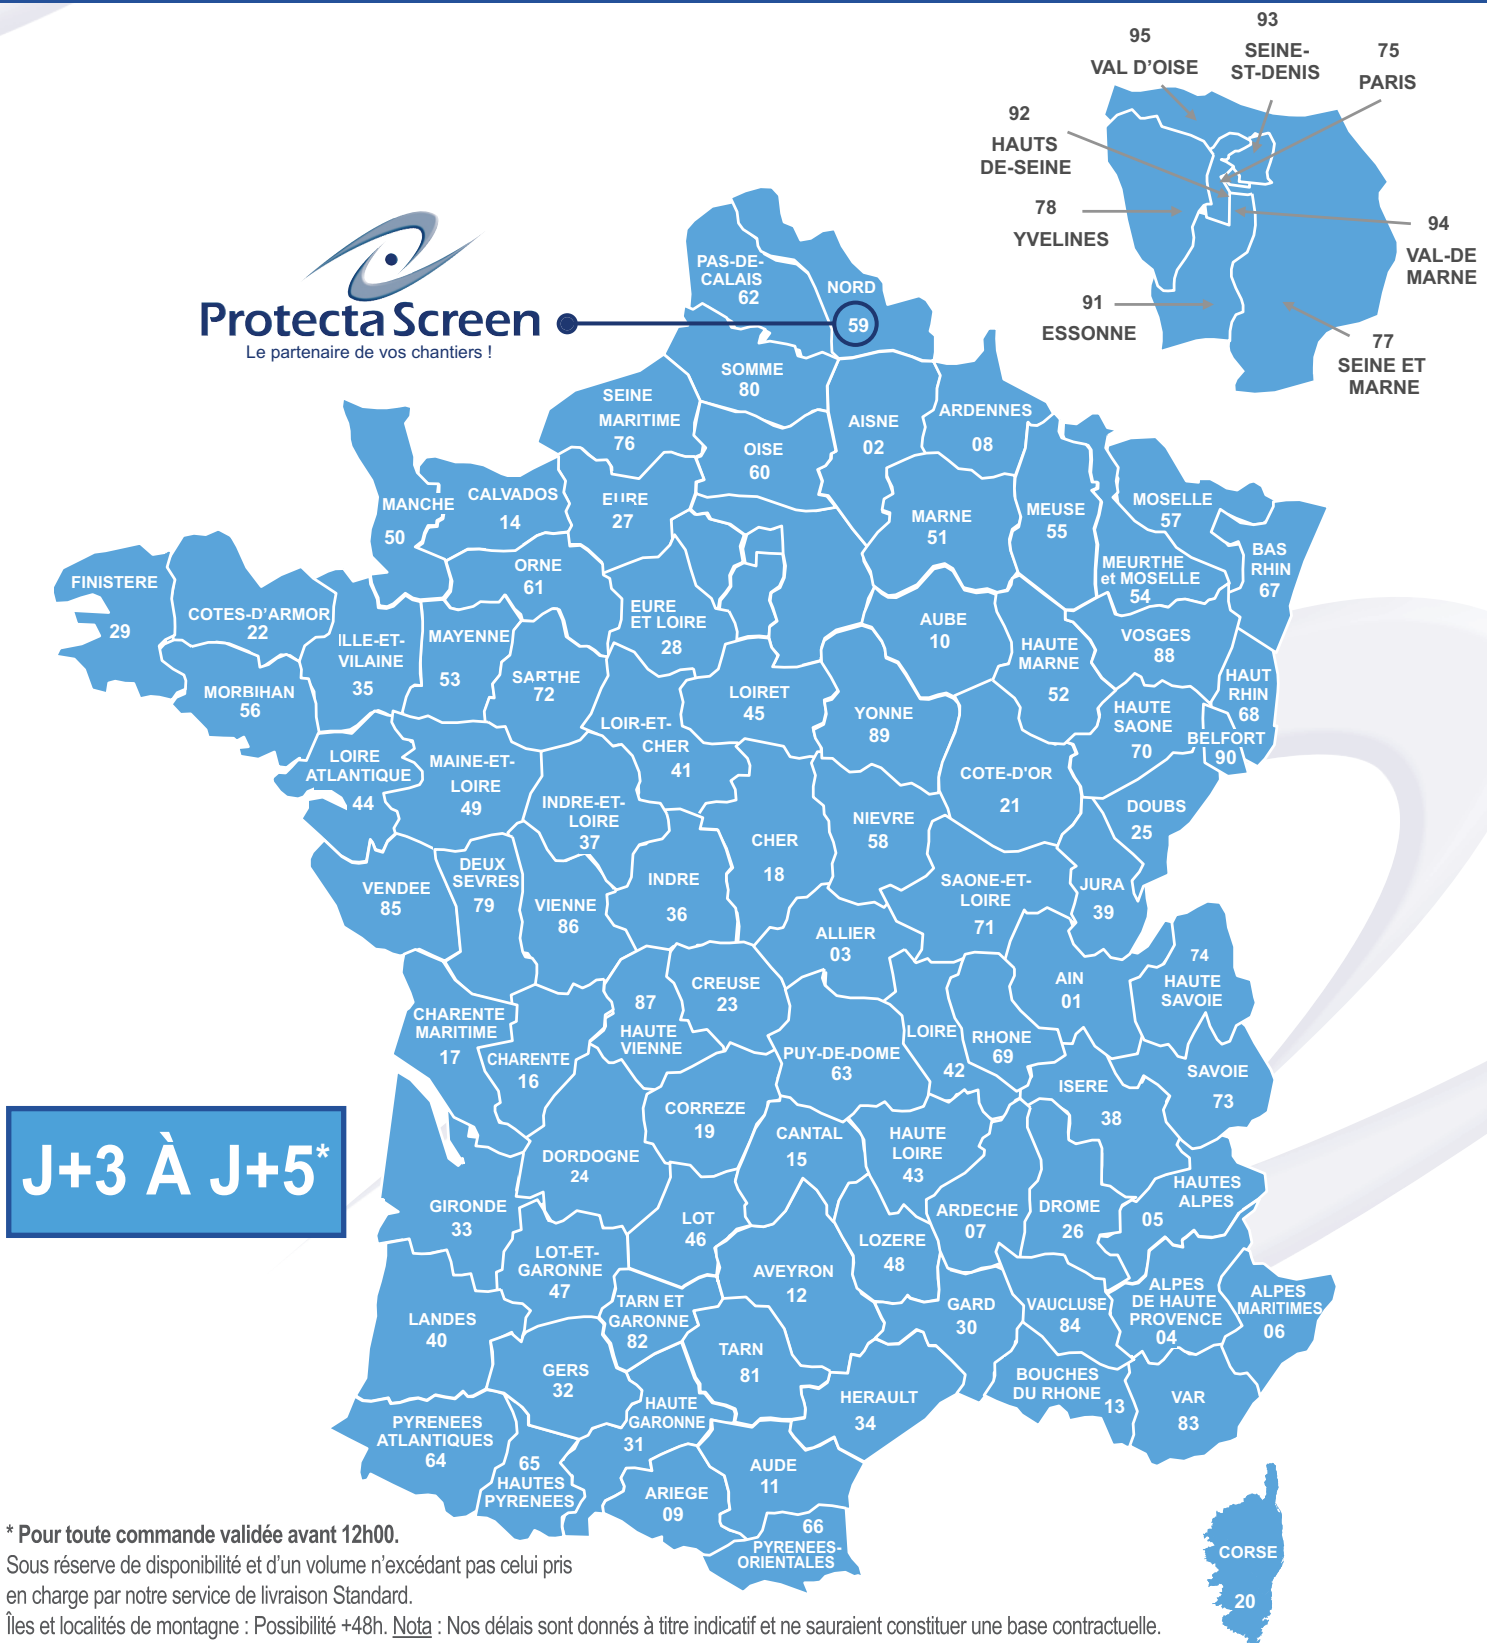 93
SEINE-
ST-DENIS
95
VAL D'OISE
75
PARIS
92
HAUTS
DE-SEINE
78
YVELINES
94
VAL-DE
MARNE
91
ESSONNE
77
SEINE ET
MARNE
Protecta Screen
Le partenaire de vos chantiers !
PAS-DE-
CALAIS
62
NORD
59
SOMME
80
SEINE
MARITIME
76
OISE
60
AISNE
02
ARDENNES
08
MANCHE
50
CALVADOS
14
EURE
27
MARNE
51
MEUSE
55
MOSELLE
57
MEURTHE
et MOSELLE
54
BAS
RHIN
67
FINISTERE
29
COTES-D'ARMOR
22
ILLE-ET-
VILAINE
35
MAYENNE
53
ORNE
61
EURE
ET LOIRE
28
AUBE
10
HAUTE
MARNE
52
VOSGES
88
HAUT
RHIN
68
MORBIHAN
56
SARTHE
72
LOIRET
45
YONNE
89
HAUTE
SAONE
70
BELFORT
90
LOIRE
ATLANTIQUE
44
MAINE-ET-
LOIRE
49
LOIR-ET-
CHER
41
INDRE-ET-
LOIRE
37
COTE-D'OR
21
DOUBS
25
NIEVRE
58
CHER
18
VENDEE
85
DEUX
SEVRES
79
VIENNE
86
INDRE
36
SAONE-ET-
LOIRE
71
JURA
39
ALLIER
03
CREUSE
23
87
HAUTE
VIENNE
AIN
01
74
HAUTE
SAVOIE
CHARENTE
MARITIME
17
CHARENTE
16
PUY-DE-DOME
63
LOIRE
42
RHONE
69
ISERE
38
SAVOIE
73
J+3 À J+5*
CORREZE
19
CANTAL
15
HAUTE
LOIRE
43
DORDOGNE
24
GIRONDE
33
LOT
46
ARDECHE
07
DROME
26
HAUTES
ALPES
05
LOT-ET-
GARONNE
47
AVEYRON
12
LOZERE
48
LANDES
40
TARN ET
GARONNE
82
TARN
81
GARD
30
VAUCLUSE
84
ALPES
DE HAUTE
PROVENCE
04
ALPES
MARITIMES
06
GERS
32
HAUTE
GARONNE
31
HERAULT
34
BOUCHES
DU RHONE
13
VAR
83
PYRENEES
ATLANTIQUES
64
65
HAUTES
PYRENEES
ARIEGE
09
AUDE
11
66
PYRENEES-
ORIENTALES
CORSE
20
* Pour toute commande validée avant 12h00.
Sous réserve de disponibilité et d'un volume n'excédant pas celui pris
en charge par notre service de livraison Standard.
Îles et localités de montagne : Possibilité +48h. Nota : Nos délais sont donnés à titre indicatif et ne sauraient constituer une base contractuelle.